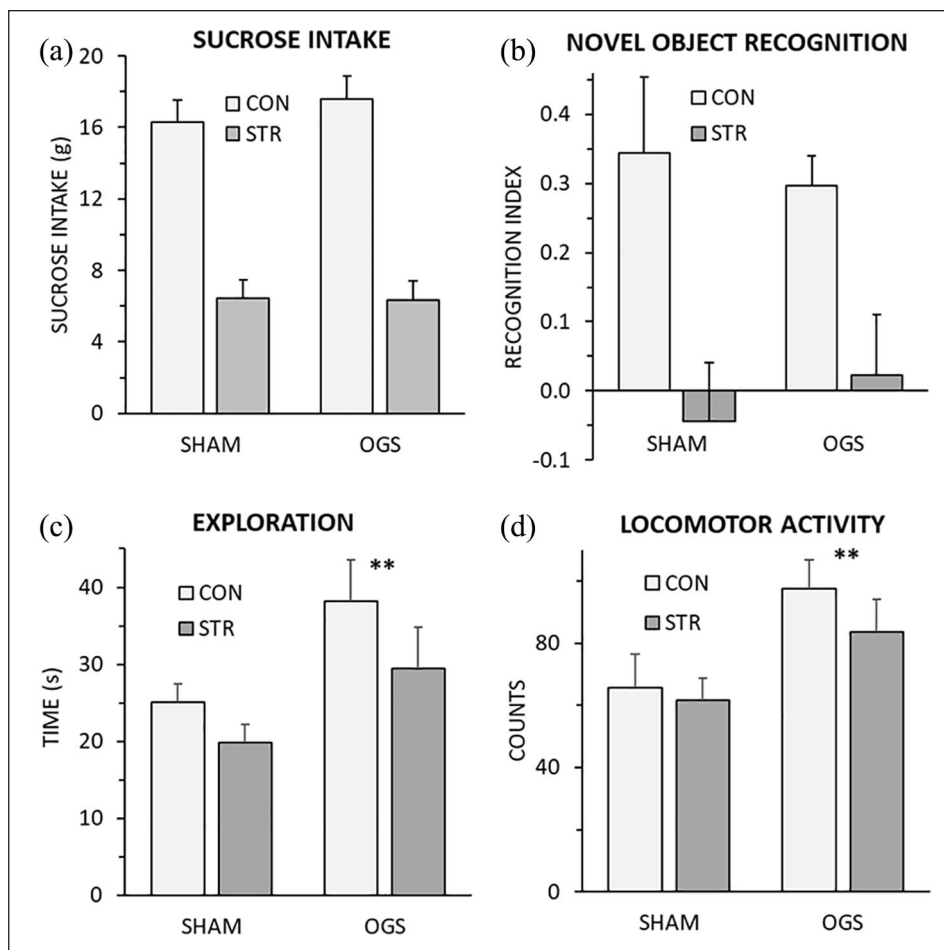 (a) SUCROSE INTAKE
SUCROSE INTAKE (g)
20
16
12
8
4
0
CON
STR
SHAM OGS
(b) NOVEL OBJECT RECOGNITION
RECOGNITION INDEX
0.4
0.3
0.2
0.1
0.0
-0.1
CON
STR
SHAM OGS
(c) EXPLORATION
TIME (s)
40
30
20
10
0
CON
STR
**
SHAM OGS
(d) LOCOMOTOR ACTIVITY
COUNTS
80
40
0
CON
STR
**
SHAM OGS